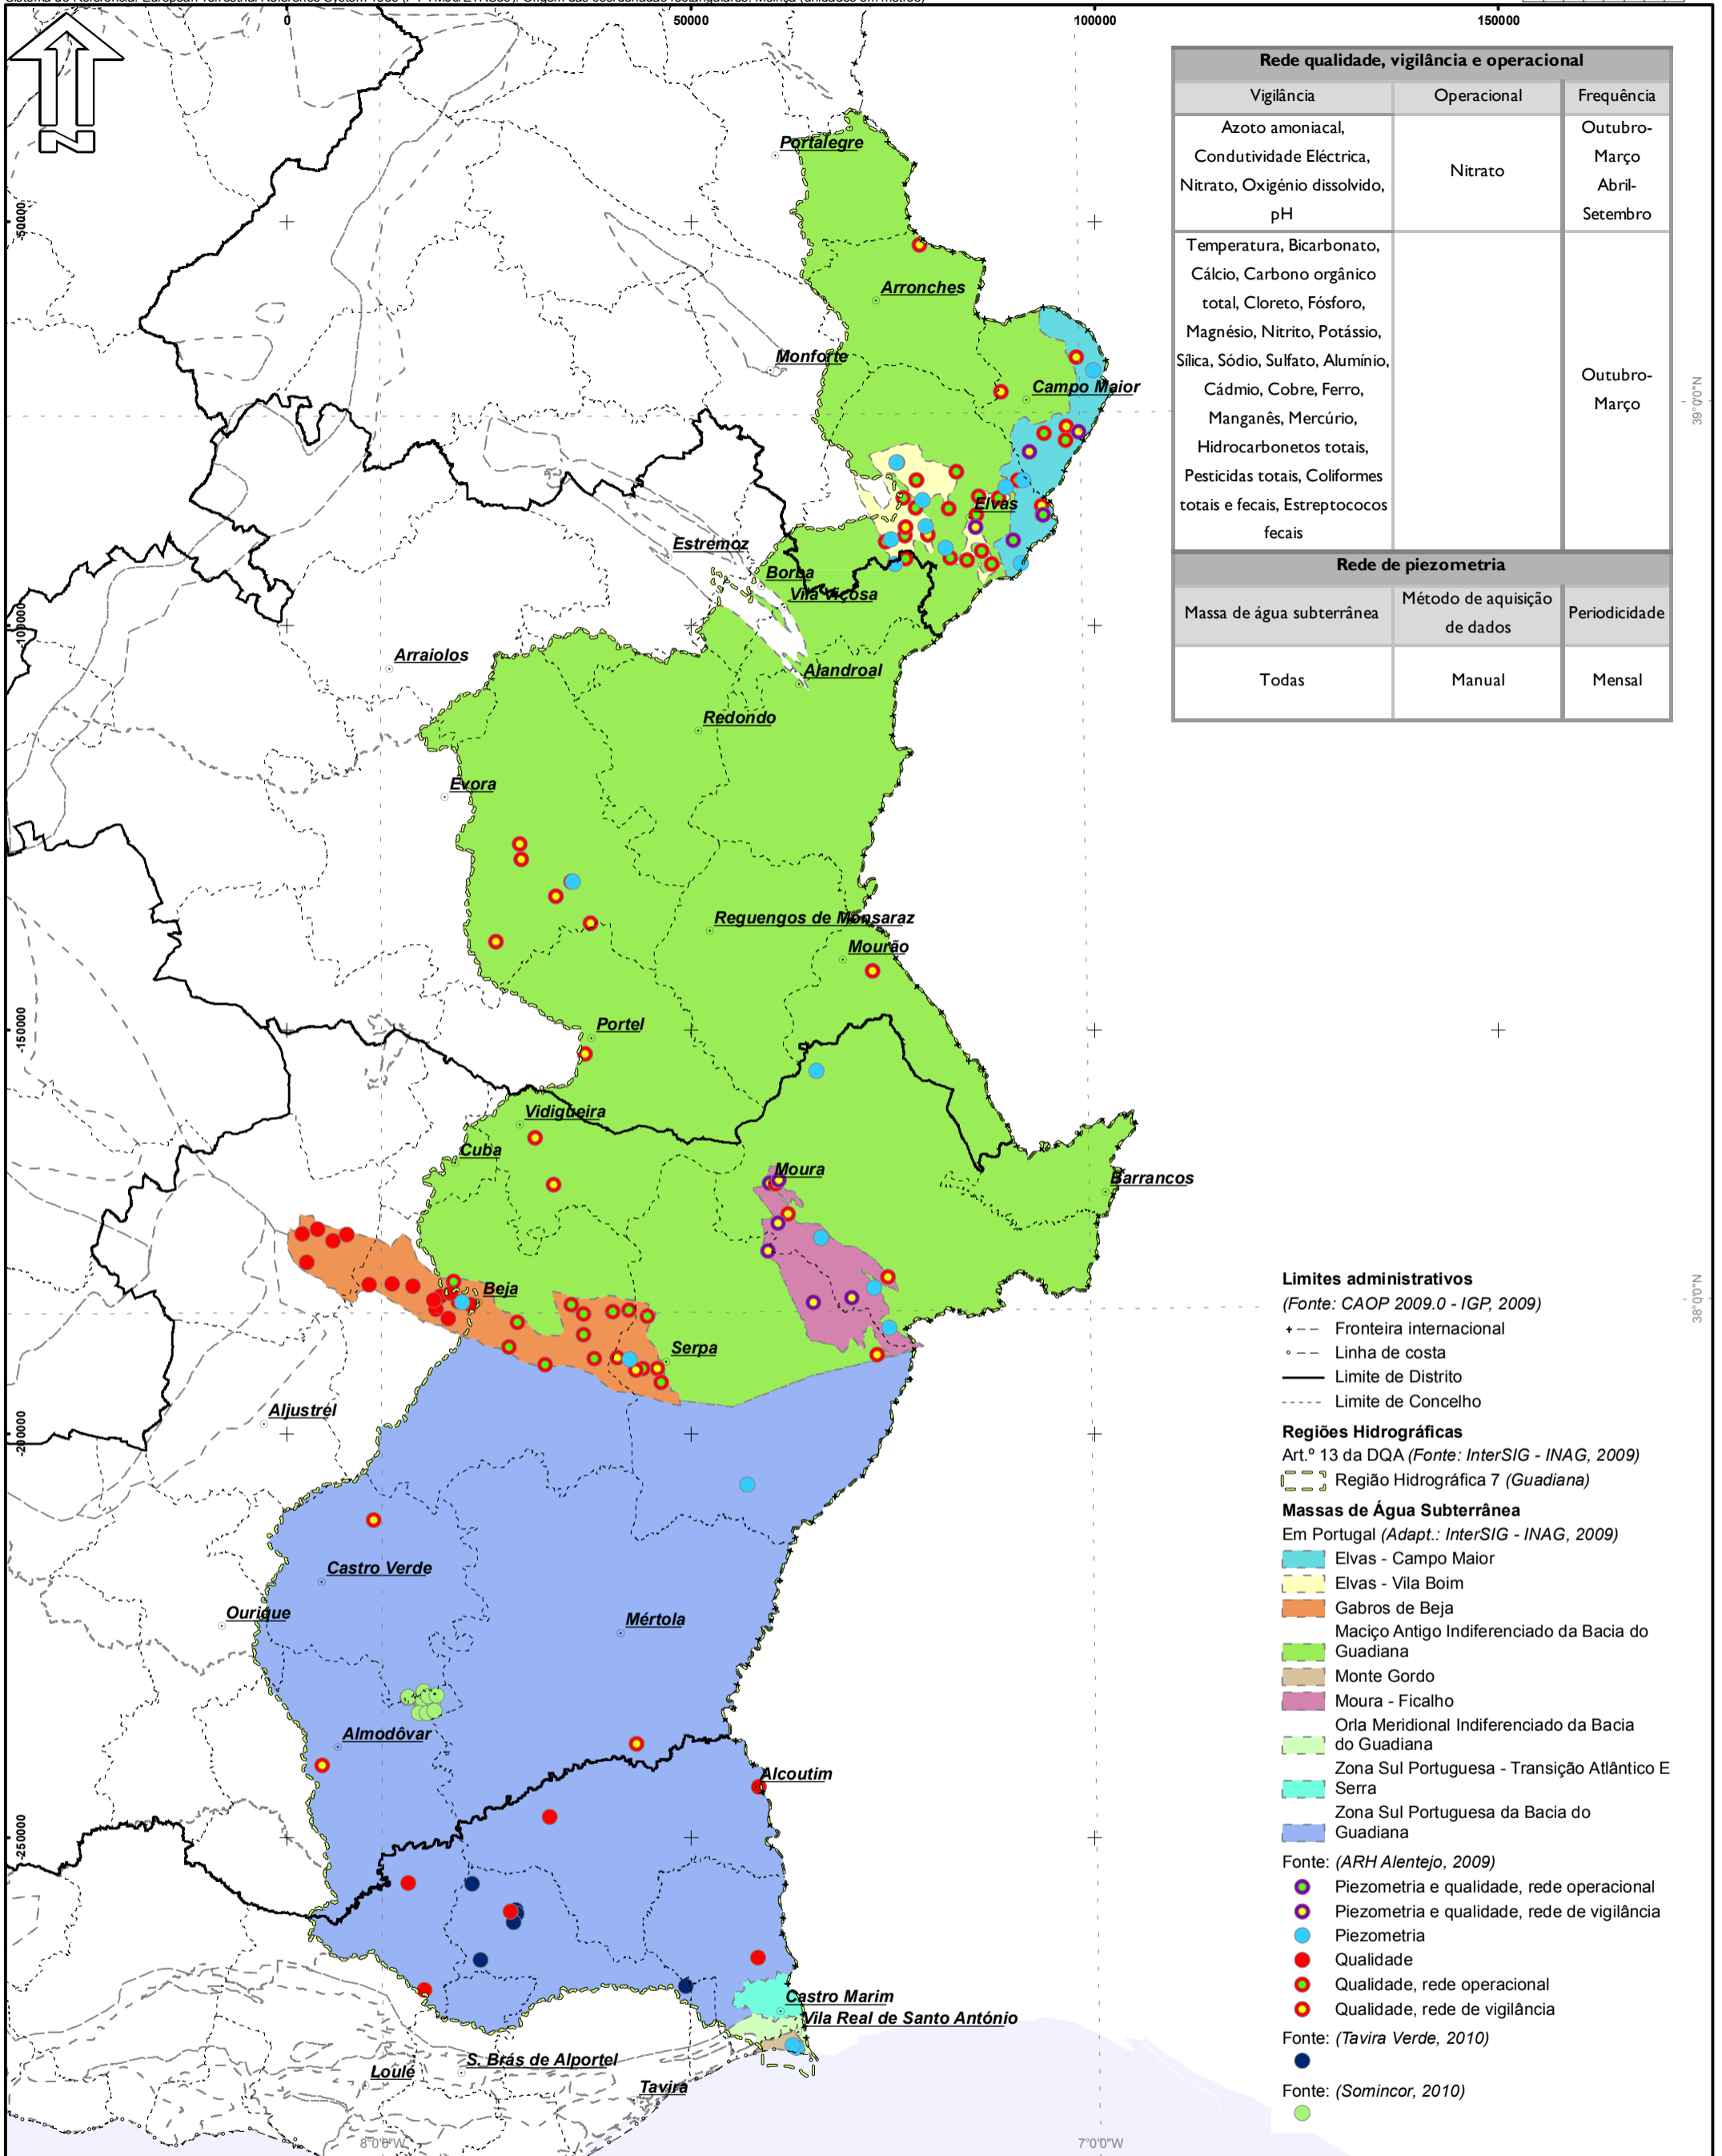 0
50000
100000
150000
N
-50000
-100000
-150000
-200000
-250000
39°0'0"N
38°0'0"N
8°0'0"W
7°0'0"W
Rede qualidade, vigilância e operacional
Vigilância
Operacional
Frequência
Azoto amoniacal,
Condutividade Eléctrica,
Nitrato, Oxigénio dissolvido,
pH
Nitrato
Outubro-
Março
Abril-
Setembro
Temperatura, Bicarbonato,
Cálcio, Carbono orgânico
total, Cloreto, Fósforo,
Magnésio, Nitrito, Potássio,
Sílica, Sódio, Sulfato, Alumínio,
Cádmio, Cobre, Ferro,
Manganês, Mercúrio,
Hidrocarbonetos totais,
Pesticidas totais, Coliformes
totais e fecais, Estreptococos
fecais
Outubro-
Março
Rede de piezometria
Massa de água subterrânea
Método de aquisição
de dados
Periodicidade
Todas
Manual
Mensal
Portalegre
Arronches
Monforte
Campo Maior
Elvas
Estremoz
Borba
Vila Viçosa
Arraiolos
Alandroal
Redondo
Évora
Reguengos de Monsaraz
Mourão
Portel
Vidigueira
Cuba
Moura
Barrancos
Beja
Serpa
Aljustrel
Castro Verde
Ourique
Mértola
Almodôvar
Alcoutim
Castro Marim
Vila Real de Santo António
S. Brás de Alportel
Loulé
Tavira
Limites administrativos
(Fonte: CAOP 2009.0 - IGP, 2009)
Fronteira internacional
Linha de costa
Limite de Distrito
Limite de Concelho
Regiões Hidrográficas
Art.º 13 da DQA (Fonte: InterSIG - INAG, 2009)
Região Hidrográfica 7 (Guadiana)
Massas de Água Subterrânea
Em Portugal (Adapt.: InterSIG - INAG, 2009)
Elvas - Campo Maior
Elvas - Vila Boim
Gabros de Beja
Maciço Antigo Indiferenciado da Bacia do
Guadiana
Monte Gordo
Moura - Ficalho
Orla Meridional Indiferenciado da Bacia
do Guadiana
Zona Sul Portuguesa - Transição Atlântico E
Serra
Zona Sul Portuguesa da Bacia do
Guadiana
Fonte: (ARH Alentejo, 2009)
Piezometria e qualidade, rede operacional
Piezometria e qualidade, rede de vigilância
Piezometria
Qualidade
Qualidade, rede operacional
Qualidade, rede de vigilância
Fonte: (Tavira Verde, 2010)
Fonte: (Somincor, 2010)